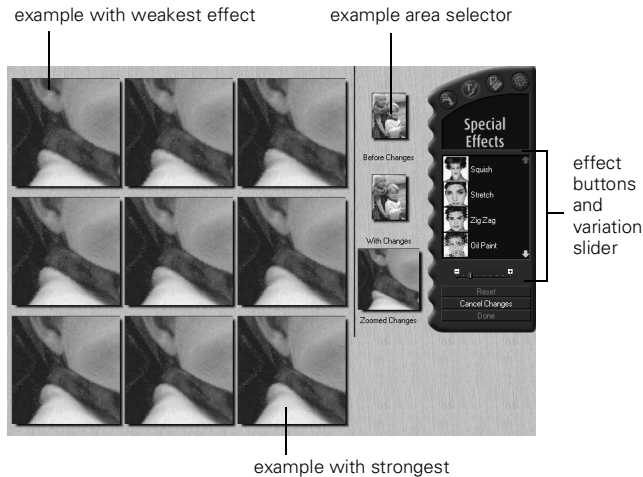 example with weakest effect
example area selector
Special
Effects
Before Changes
Squish
Stretch
Zig Zag
Oil Paint
With Changes
Reset
Cancel Changes
Done
Zoomed Changes
effect
buttons
and
variation
slider
example with strongest